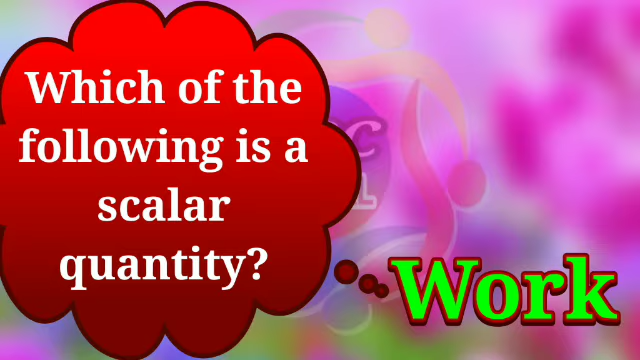 Which of the
following is a
scalar
quantity?
Work